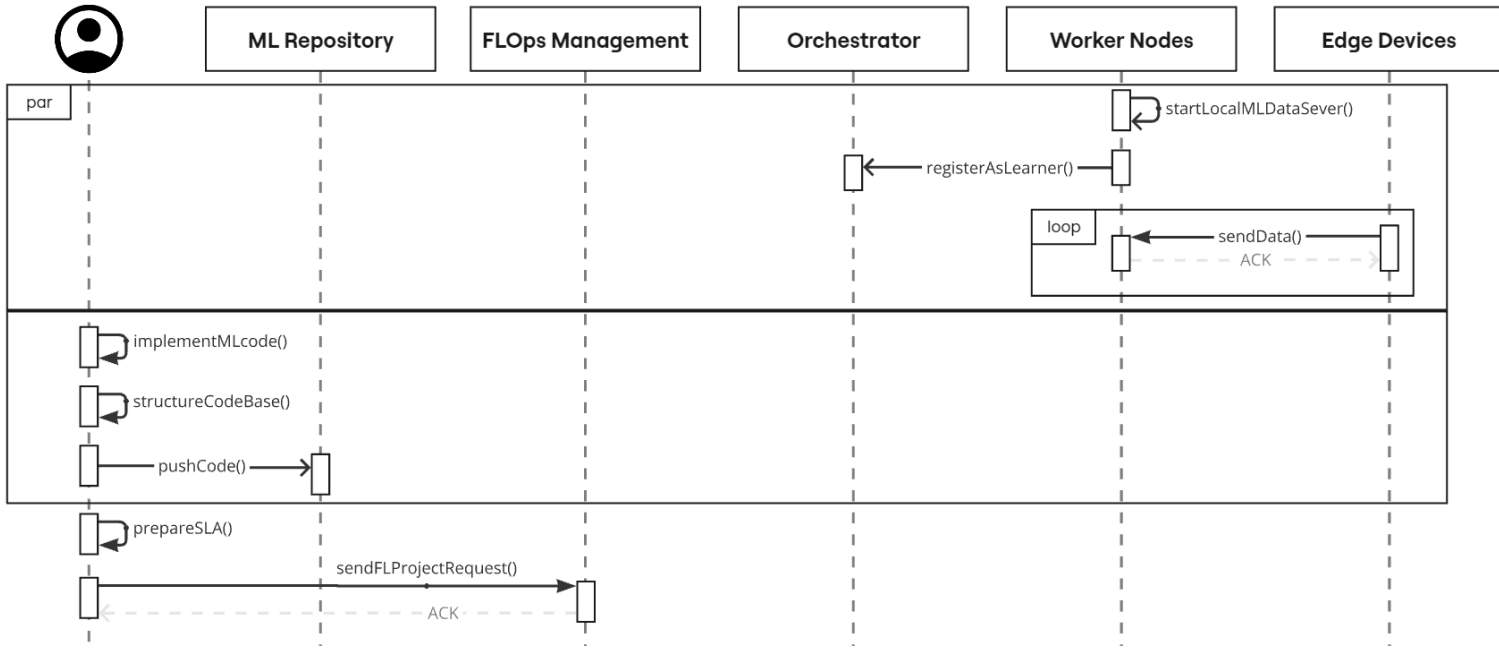 ML Repository
FLOps Management
Orchestrator
Worker Nodes
Edge Devices
par
startLocalMLDataSever()
registerAsLearner()
loop
sendData()
ACK
implementMLcode()
structureCodeBase()
pushCode()
prepareSLA()
sendFLProjectRequest()
ACK